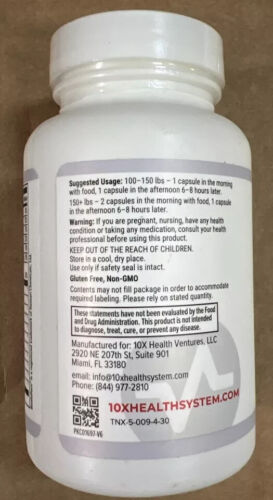 Suggested Usage: 100-150 lbs – 1 capsule in the morning
with food, 1 capsule in the afternoon 6–8 hours later.
150+ lbs – 2 capsules in the morning with food, 1 capsule
in the afternoon 6–8 hours later.
Warning: If you are pregnant, nursing, have any health
condition or taking any medication, consult your health
professional before using this product.
KEEP OUT OF THE REACH OF CHILDREN.
Store in a cool, dry place.
Use only if safety seal is intact.
Gluten Free, Non-GMO
Contents may not fill package in order to accommodate
required labeling. Please rely on stated quantity.
These statements have not been evaluated by the Food
and Drug Administration. This product is not intended
to diagnose, treat, cure, or prevent any disease.
Manufactured for: 10X Health Ventures, LLC
2920 NE 207th St, Suite 901
Miami, FL 33180
info@10xhealthsystem.com
Phone: (844) 977-2810
10XHEALTHSYSTEM.COM
TNX-5-009-4-30
PKC01697-V6